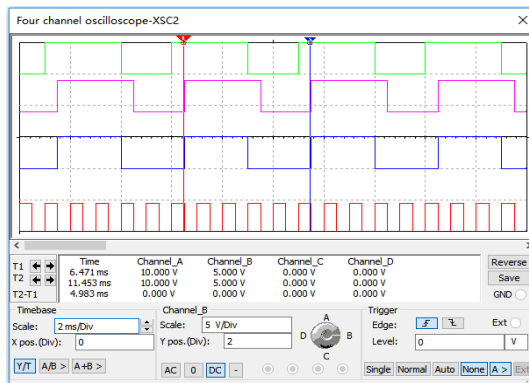 Four channel oscilloscope-XSC2
T1
T2
T2-T1
Time Channel_A Channel_B Channel_C Channel_D
6.471 ms 10.000 V 5.000 V 0.000 V 0.000 V
11.453 ms 10.000 V 5.000 V 0.000 V 0.000 V
4.983 ms 0.000 V 0.000 V 0.000 V 0.000 V
Reverse
Save
GND
Timebase
Scale: 2 ms/Div
X pos.(Div): 0
Y/T A/B > A+B >
Channel_B
Scale: 5 V/Div
Y pos.(Div): 2
AC 0 DC -
A
B
C
D
Trigger
Edge: Ext
Level: 0 V
Single Normal Auto None A > Ext